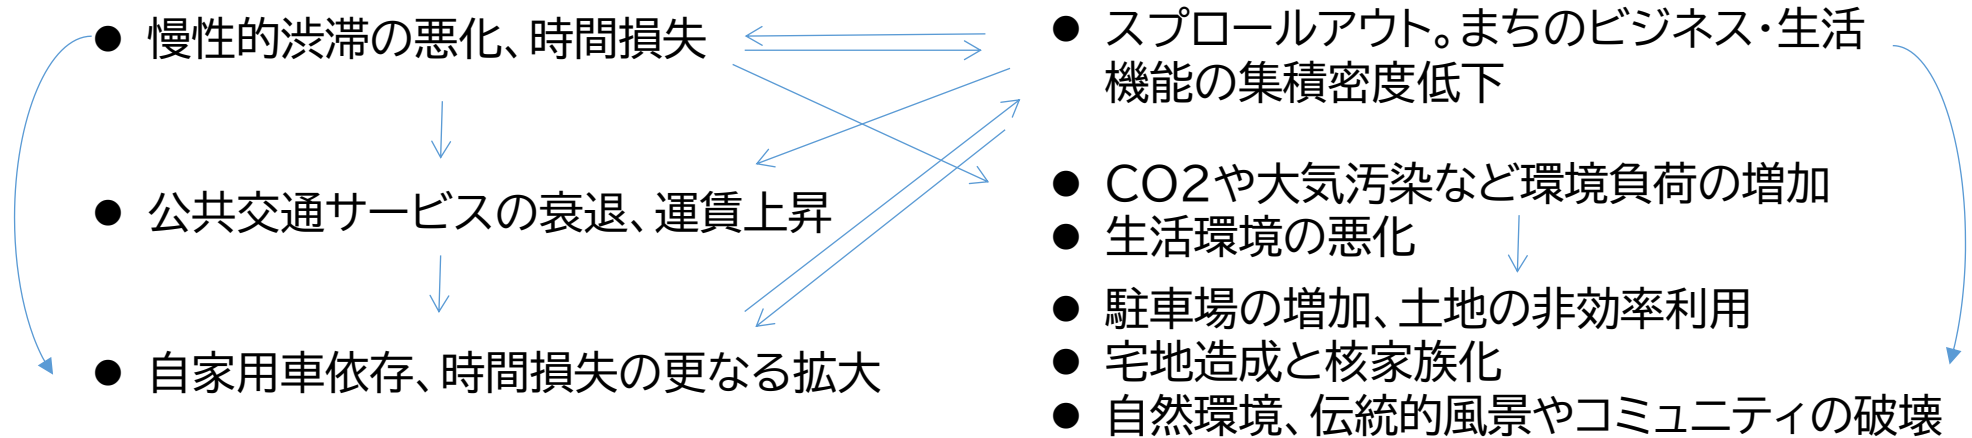 ● 慢性的渋滞の悪化、時間損失
● 公共交通サービスの衰退、運賃上昇
● 自家用車依存、時間損失の更なる拡大
● スプロールアウト。まちのビジネス・生活
機能の集積密度低下
● CO2や大気汚染など環境負荷の増加
● 生活環境の悪化
● 駐車場の増加、土地の非効率利用
● 宅地造成と核家族化
● 自然環境、伝統的風景やコミュニティの破壊